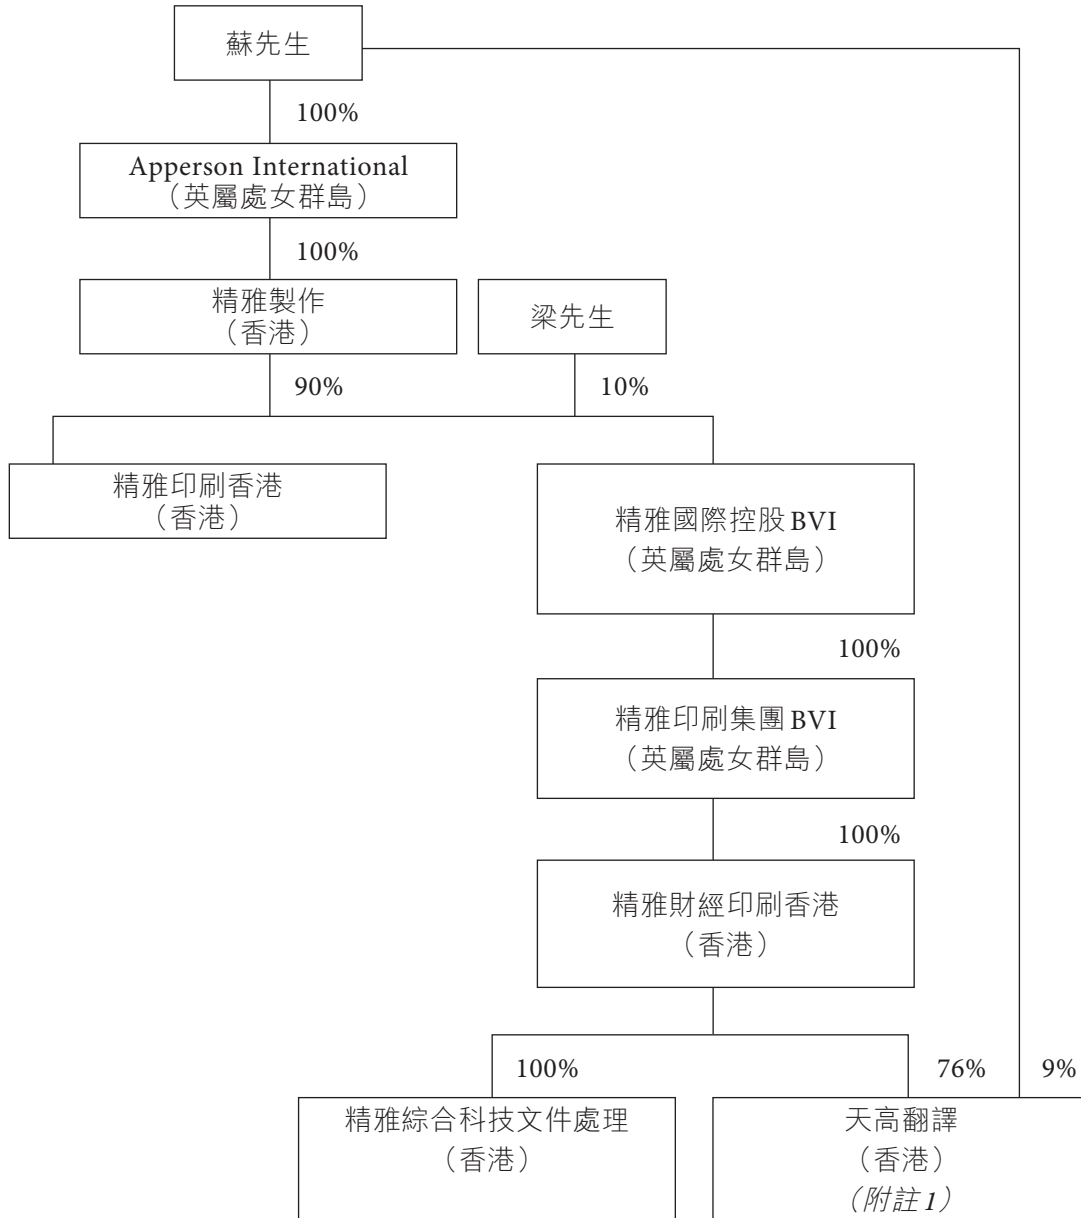 蘇先生
100%
Apperson International
（英屬處女群島）
100%
精雅製作
（香港）
梁先生
90%
10%
精雅印刷香港
（香港）
精雅國際控股BVI
（英屬處女群島）
100%
精雅印刷集團BVI
（英屬處女群島）
100%
精雅財經印刷香港
（香港）
100%
76%
9%
精雅綜合科技文件處理
（香港）
天高翻譯
（香港）
（附註1）